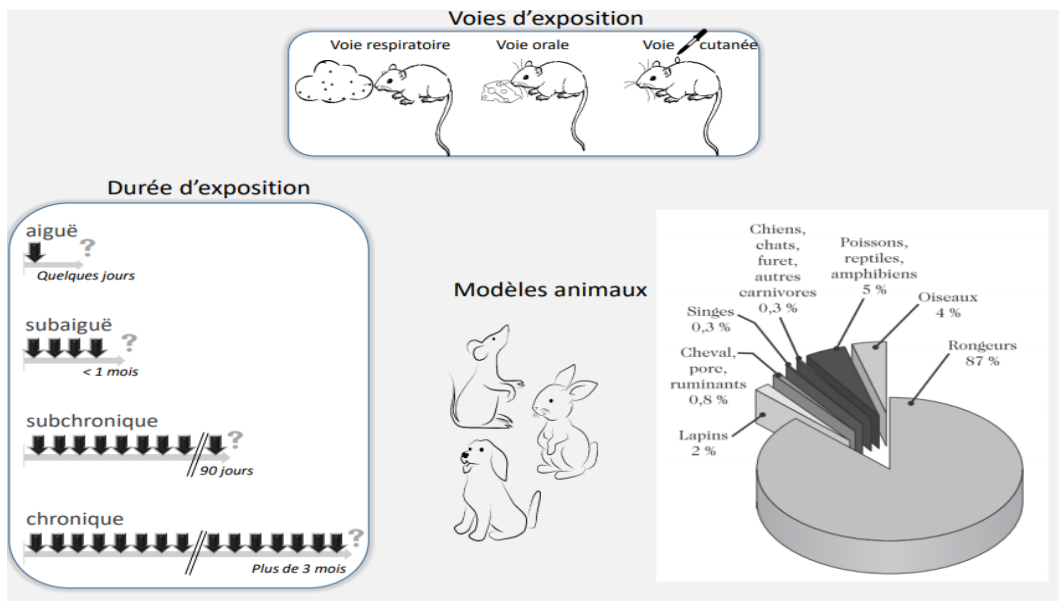 Voies d'exposition
Voie respiratoire
Voie orale
Voie cutanée
Durée d'exposition
aiguë
?
Quelques jours
subaiguë
?
< 1 mois
subchronique
?
90 jours
chronique
?
Plus de 3 mois
Modèles animaux
Chiens,
chats,
furet,
autres
carnivores
0,3 %
Poissons,
reptiles,
amphibiens
5 %
Oiseaux
4 %
Rongeurs
87 %
Singes
0,3 %
Cheval,
porc,
ruminants
0,8 %
Lapins
2 %